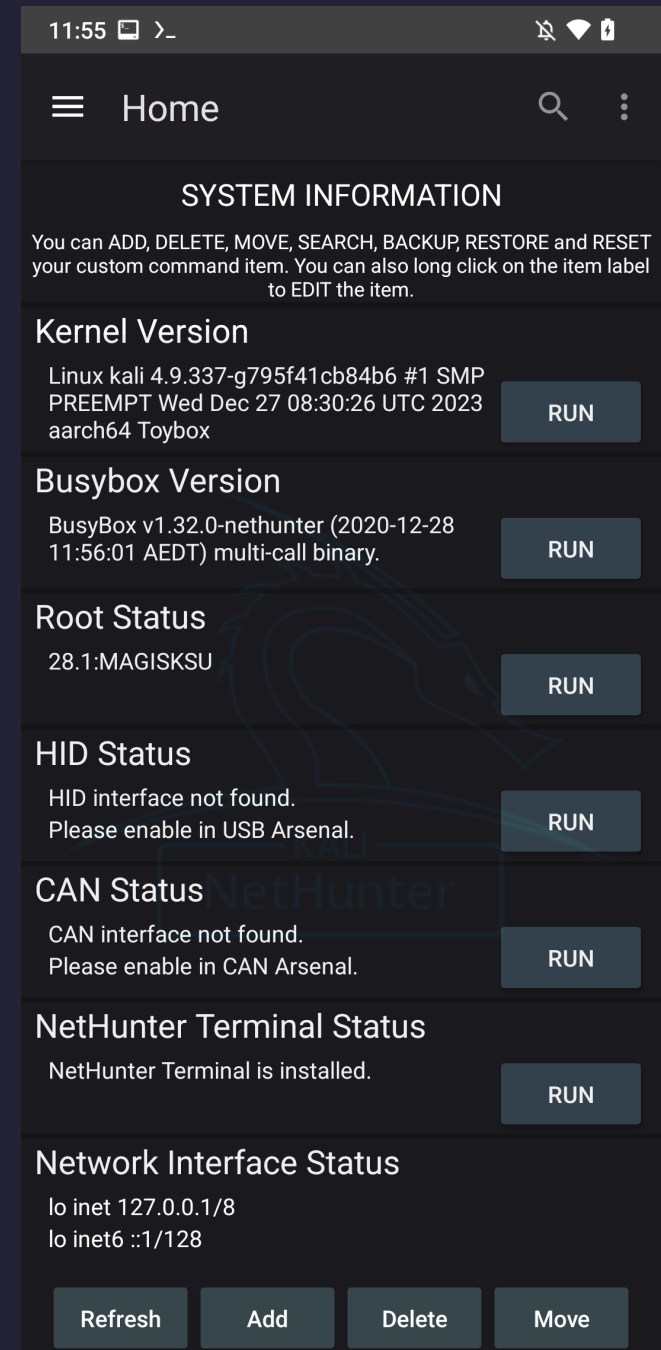 11:55
Home
SYSTEM INFORMATION
You can ADD, DELETE, MOVE, SEARCH, BACKUP, RESTORE and RESET
your custom command item. You can also long click on the item label
to EDIT the item.
Kernel Version
Linux kali 4.9.337-g795f41cb84b6 #1 SMP
PREEMPT Wed Dec 27 08:30:26 UTC 2023
aarch64 Toybox
RUN
Busybox Version
BusyBox v1.32.0-nethunter (2020-12-28
11:56:01 AEDT) multi-call binary.
RUN
Root Status
28.1:MAGISKSU
RUN
HID Status
HID interface not found.
Please enable in USB Arsenal.
RUN
KALI
NetHunter
CAN Status
CAN interface not found.
Please enable in CAN Arsenal.
RUN
NetHunter Terminal Status
NetHunter Terminal is installed.
RUN
Network Interface Status
lo inet 127.0.0.1/8
lo inet6 ::1/128
Refresh
Add
Delete
Move